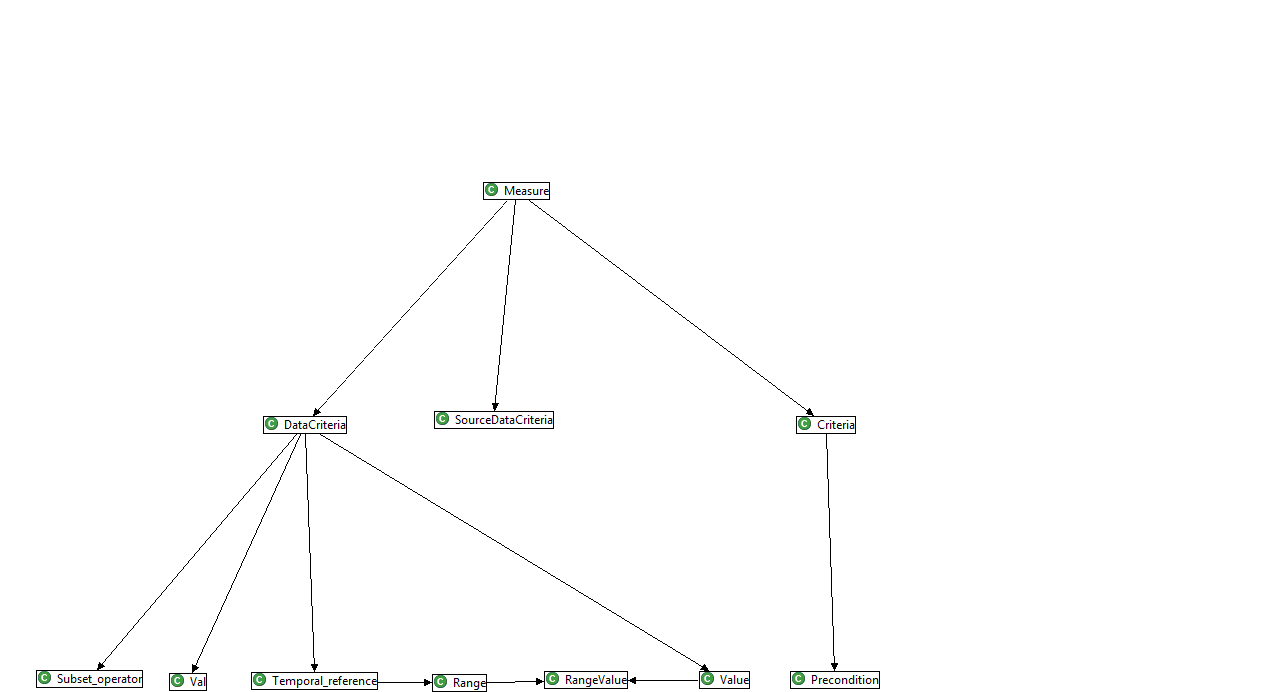 C Measure
C DataCriteria
C SourceDataCriteria
C Criteria
C Subset_operator
C Val
C Temporal_reference
C Range
C RangeValue
C Value
C Precondition